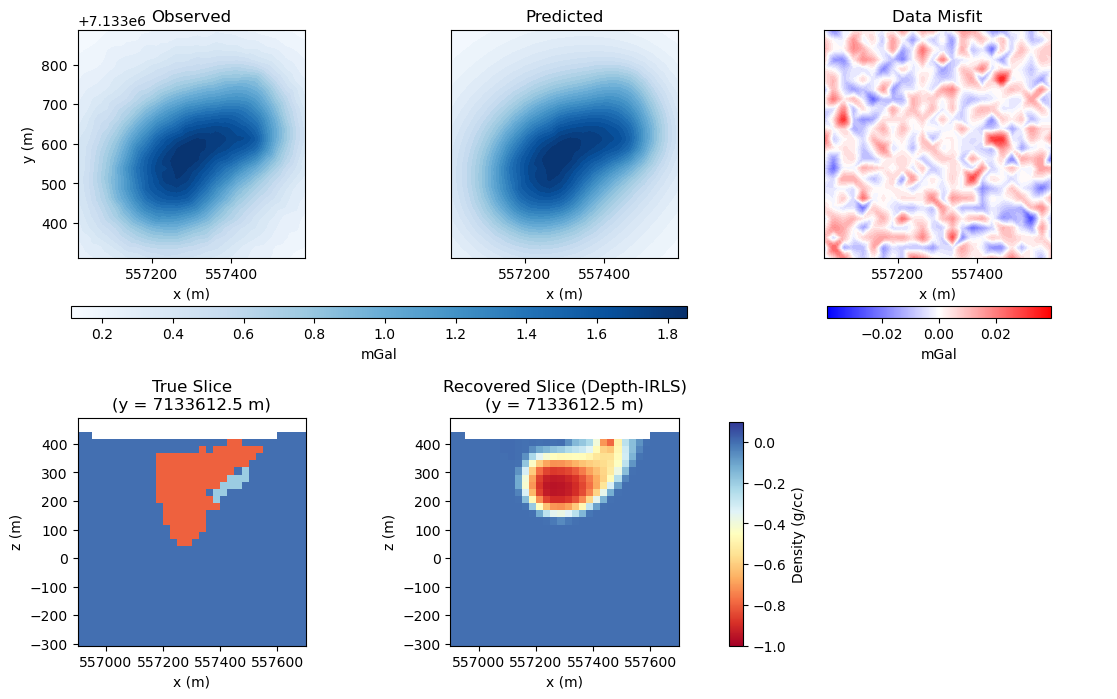 Observed
Predicted
Data Misfit
+7.133e6
800
700
600
500
400
y (m)
557200 557400
x (m)
557200 557400
x (m)
557200 557400
x (m)
0.2 0.4 0.6 0.8 1.0 1.2 1.4 1.6 1.8
mGal
−0.02 0.00 0.02
mGal
True Slice
(y = 7133612.5 m)
Recovered Slice (Depth-IRLS)
(y = 7133612.5 m)
400
300
200
100
0
−100
−200
−300
z (m)
557000 557200 557400 557600
x (m)
400
300
200
100
0
−100
−200
−300
z (m)
557000 557200 557400 557600
x (m)
0.0
−0.2
−0.4
−0.6
−0.8
−1.0
Density (g/cc)